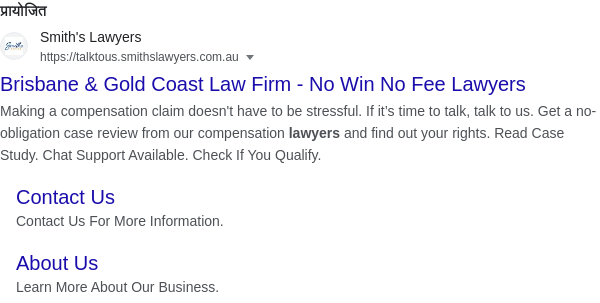 प्रायोजित
Smith's Lawyers
https://talktous.smithslawyers.com.au
Brisbane & Gold Coast Law Firm - No Win No Fee Lawyers
Making a compensation claim doesn't have to be stressful. If it’s time to talk, talk to us. Get a no-
obligation case review from our compensation lawyers and find out your rights. Read Case
Study. Chat Support Available. Check If You Qualify.
Contact Us
Contact Us For More Information.
About Us
Learn More About Our Business.